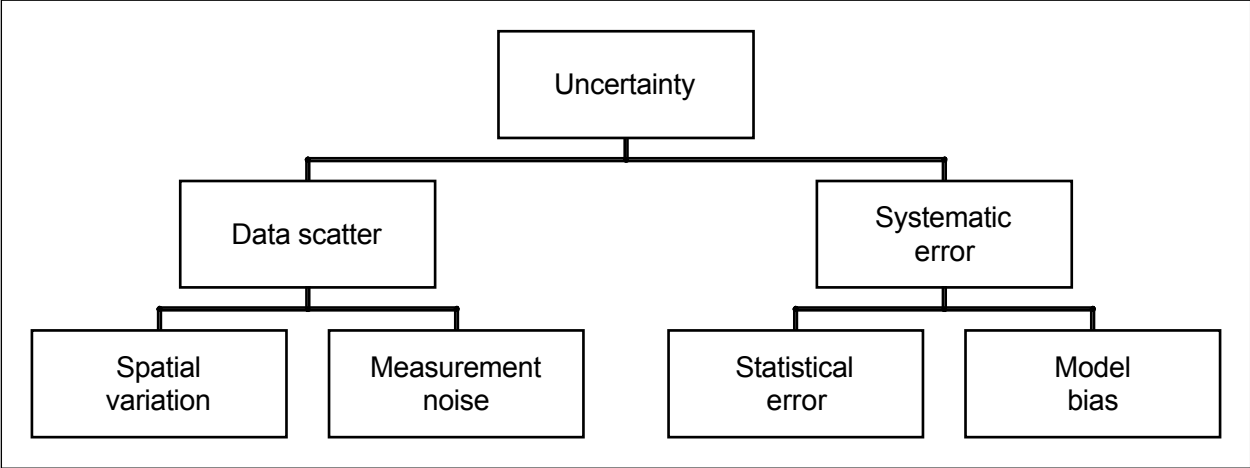 Uncertainty
Data scatter
Systematic
error
Spatial
variation
Measurement
noise
Statistical
error
Model
bias